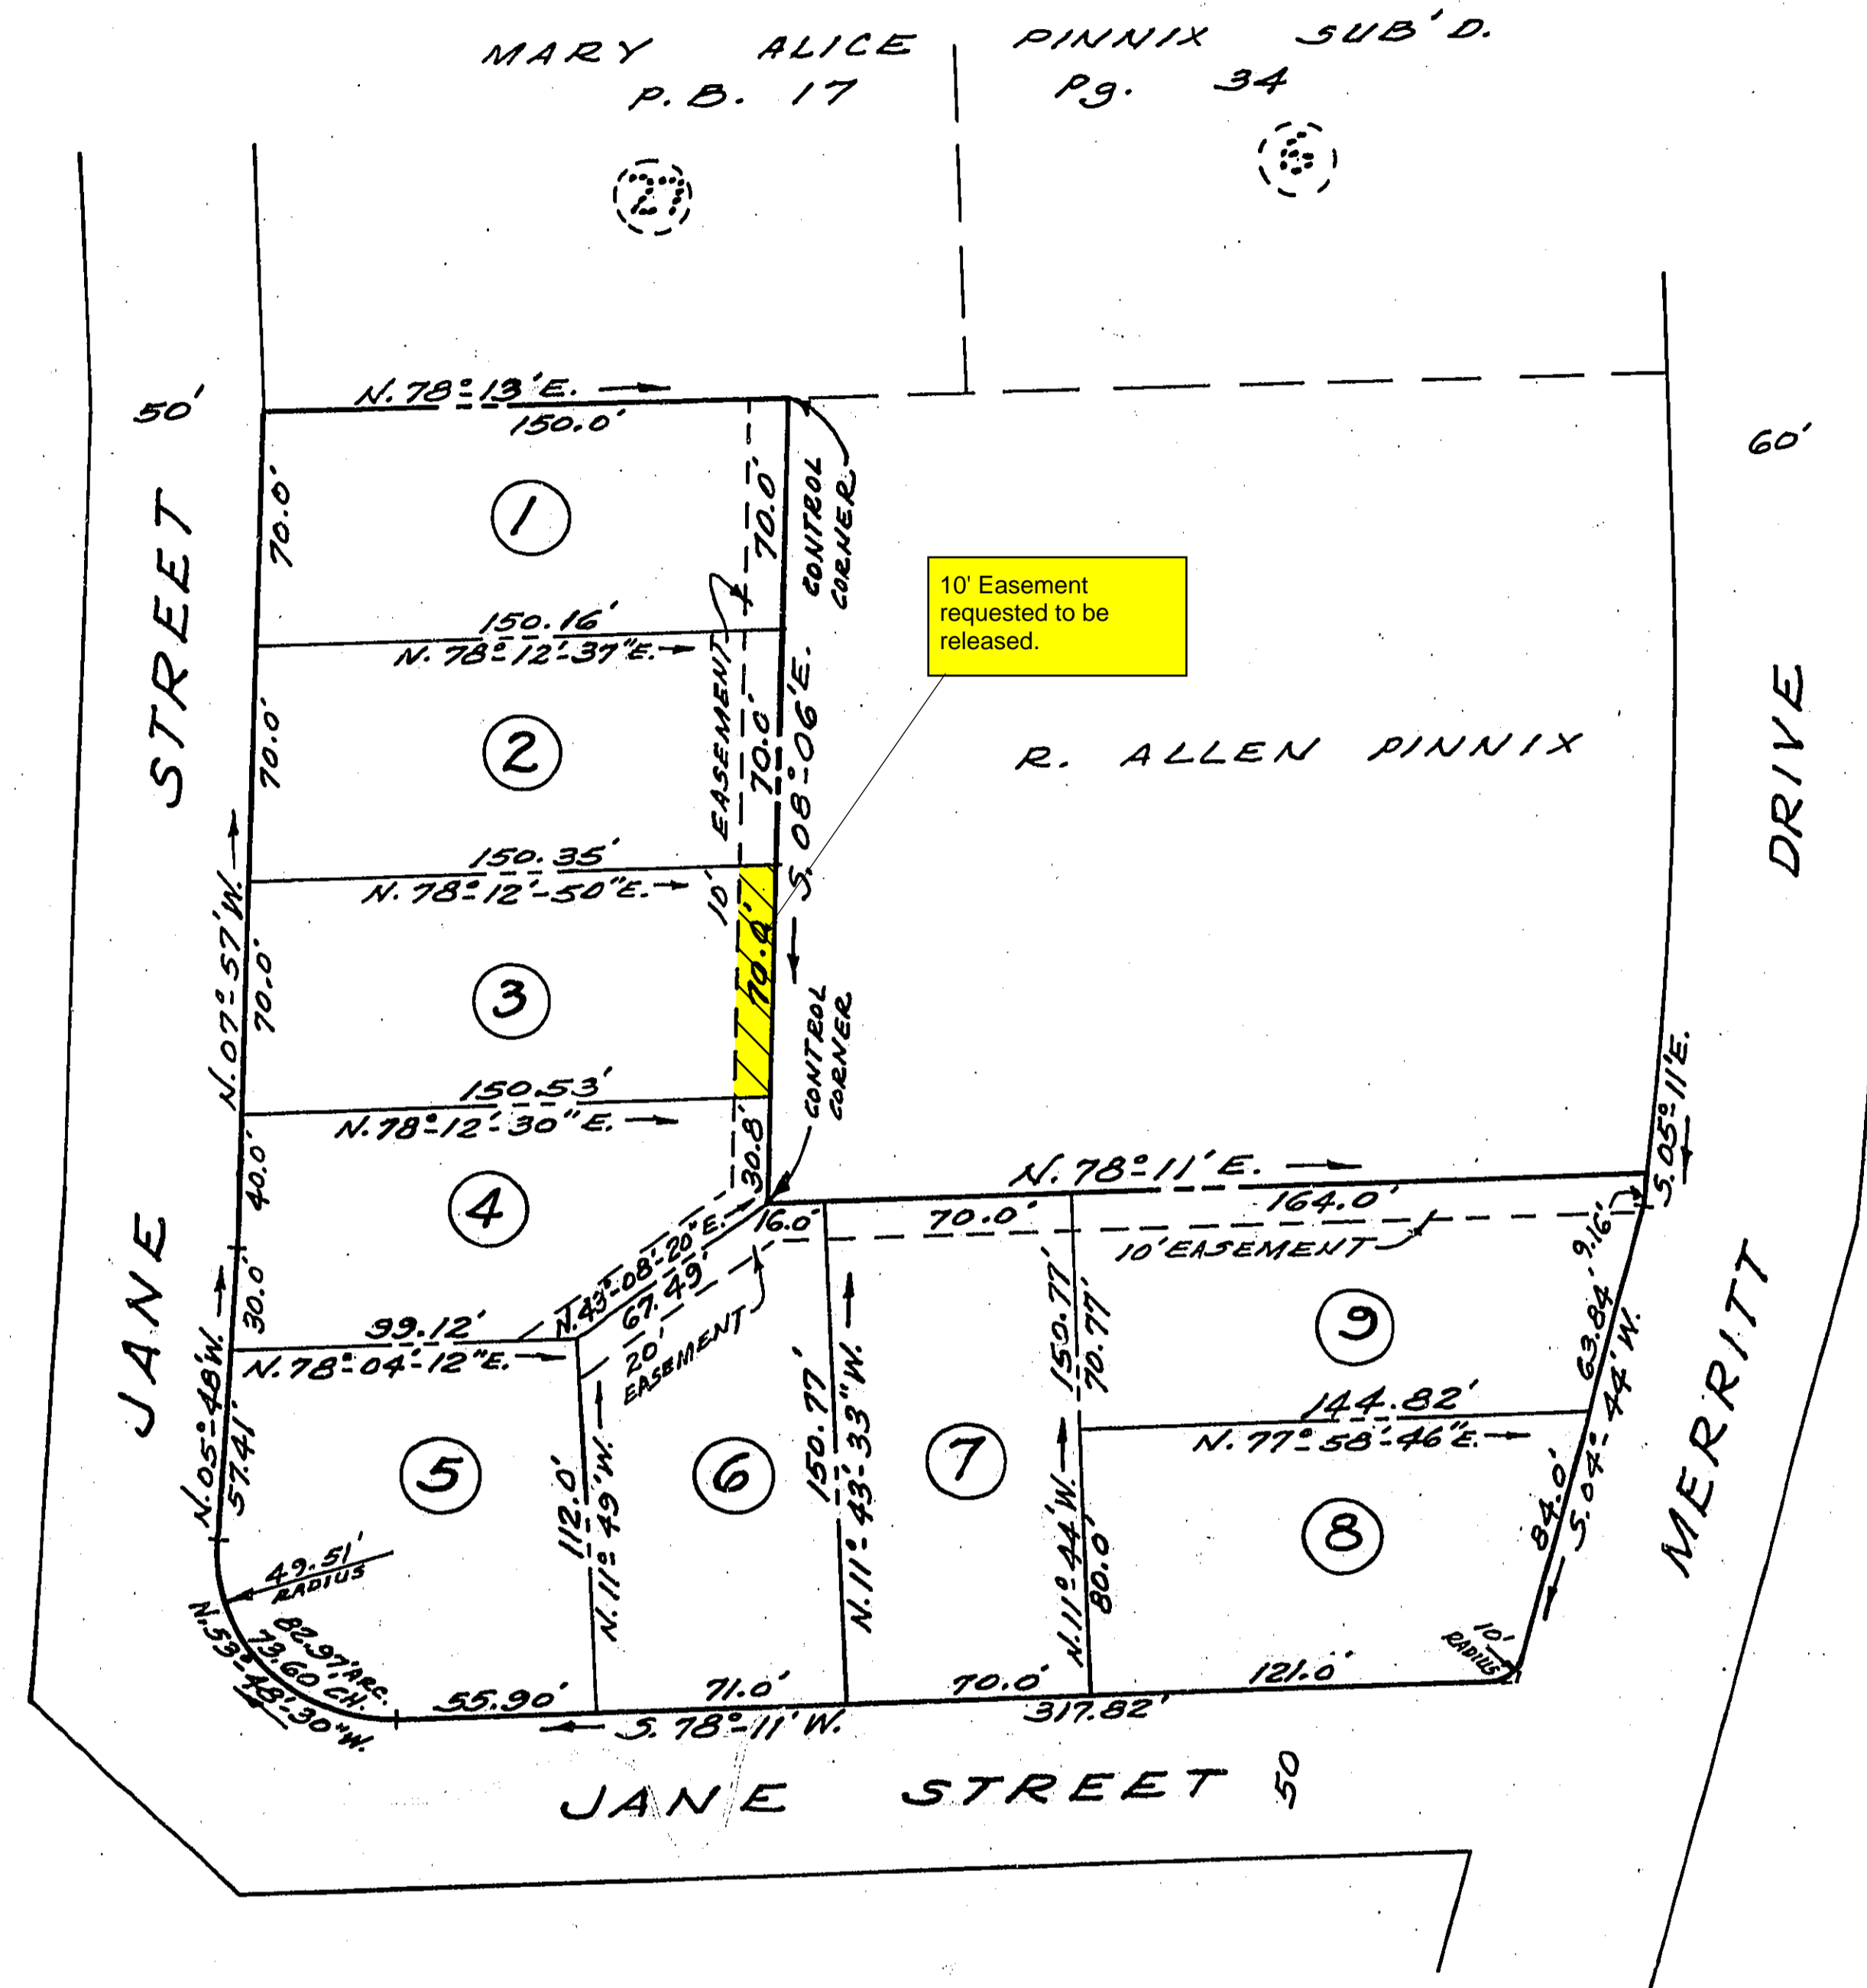 MARY ALICE PINNIX SUB'D.
P.B. 17 Pg. 34
27
50'
N. 78°-13'E.
150.0'
60'
STREET
70.0'
1
70.0'
CONTROL CORNER
10' Easement
requested to be
released.
150.16'
N. 78°-12'-37"E.
10' EASEMENT
S. 08°-06'E.
70.0'
2
70.0'
R. ALLEN PINNIX
DRIVE
150.35'
N. 78°-12'-50"E.
N. 07°-57'W.
70.0'
3
70.0'
CONTROL CORNER
150.53'
N. 78°-12'-30"E.
S. 05°-11'E.
40.0'
30.8'
N. 78°-11'E.
164.0'
4
16.0'
70.0'
9.16'
10' EASEMENT
JANE
30.0'
N. 43°-08'-20"E.
67.49'
20'
EASEMENT
99.12'
N. 78°-04'-12"E.
150.77'
70.77'
9
63.84'
MERRITT
N. 05°-48'W.
57.41'
144.82'
N. 77°-58'-46"E.
5
112.0'
N. 11°-49'W.
6
150.77'
N. 11°-43'-33"W.
7
N. 11°-44'W.
80.0'
8
84.0'
S. 04°-44'W.
49.51'
RADIUS
82.97' ARC.
73.60' CH.
N. 53°-48'-30"W.
10'
RADIUS
55.90'
71.0'
70.0'
121.0'
S. 78°-11'W.
317.82'
JANE STREET 50